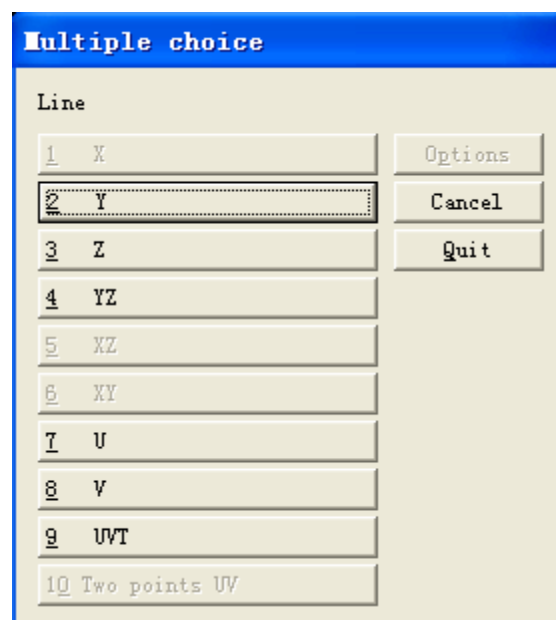 Multiple choice
Line
1 X
Options
2 Y
Cancel
3 Z
Quit
4 YZ
5 XZ
6 XY
7 U
8 V
9 UVT
10 Two points UV